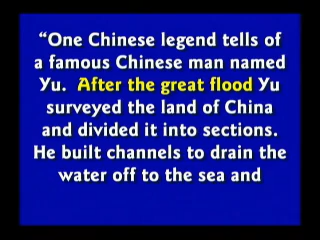 “One Chinese legend tells of
a famous Chinese man named
Yu.  After the great flood Yu
surveyed the land of China
and divided it into sections.
He built channels to drain the
water off to the sea and